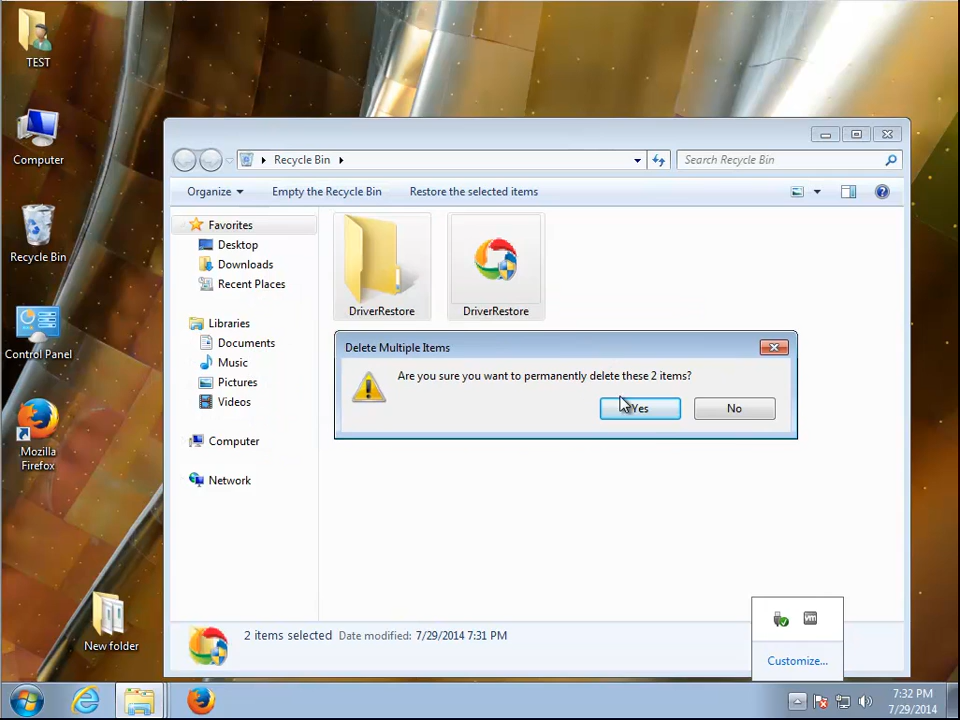 TEST
Computer
Recycle Bin
Control Panel
Mozilla
Firefox
New folder
Recycle Bin
Search Recycle Bin
Organize
Empty the Recycle Bin
Restore the selected items
Favorites
Desktop
Downloads
Recent Places
Libraries
Documents
Music
Pictures
Videos
Computer
Network
DriverRestore
DriverRestore
Delete Multiple Items
Are you sure you want to permanently delete these 2 items?
Yes
No
2 items selected Date modified: 7/29/2014 7:31 PM
vm
Customize...
7:32 PM
7/29/2014